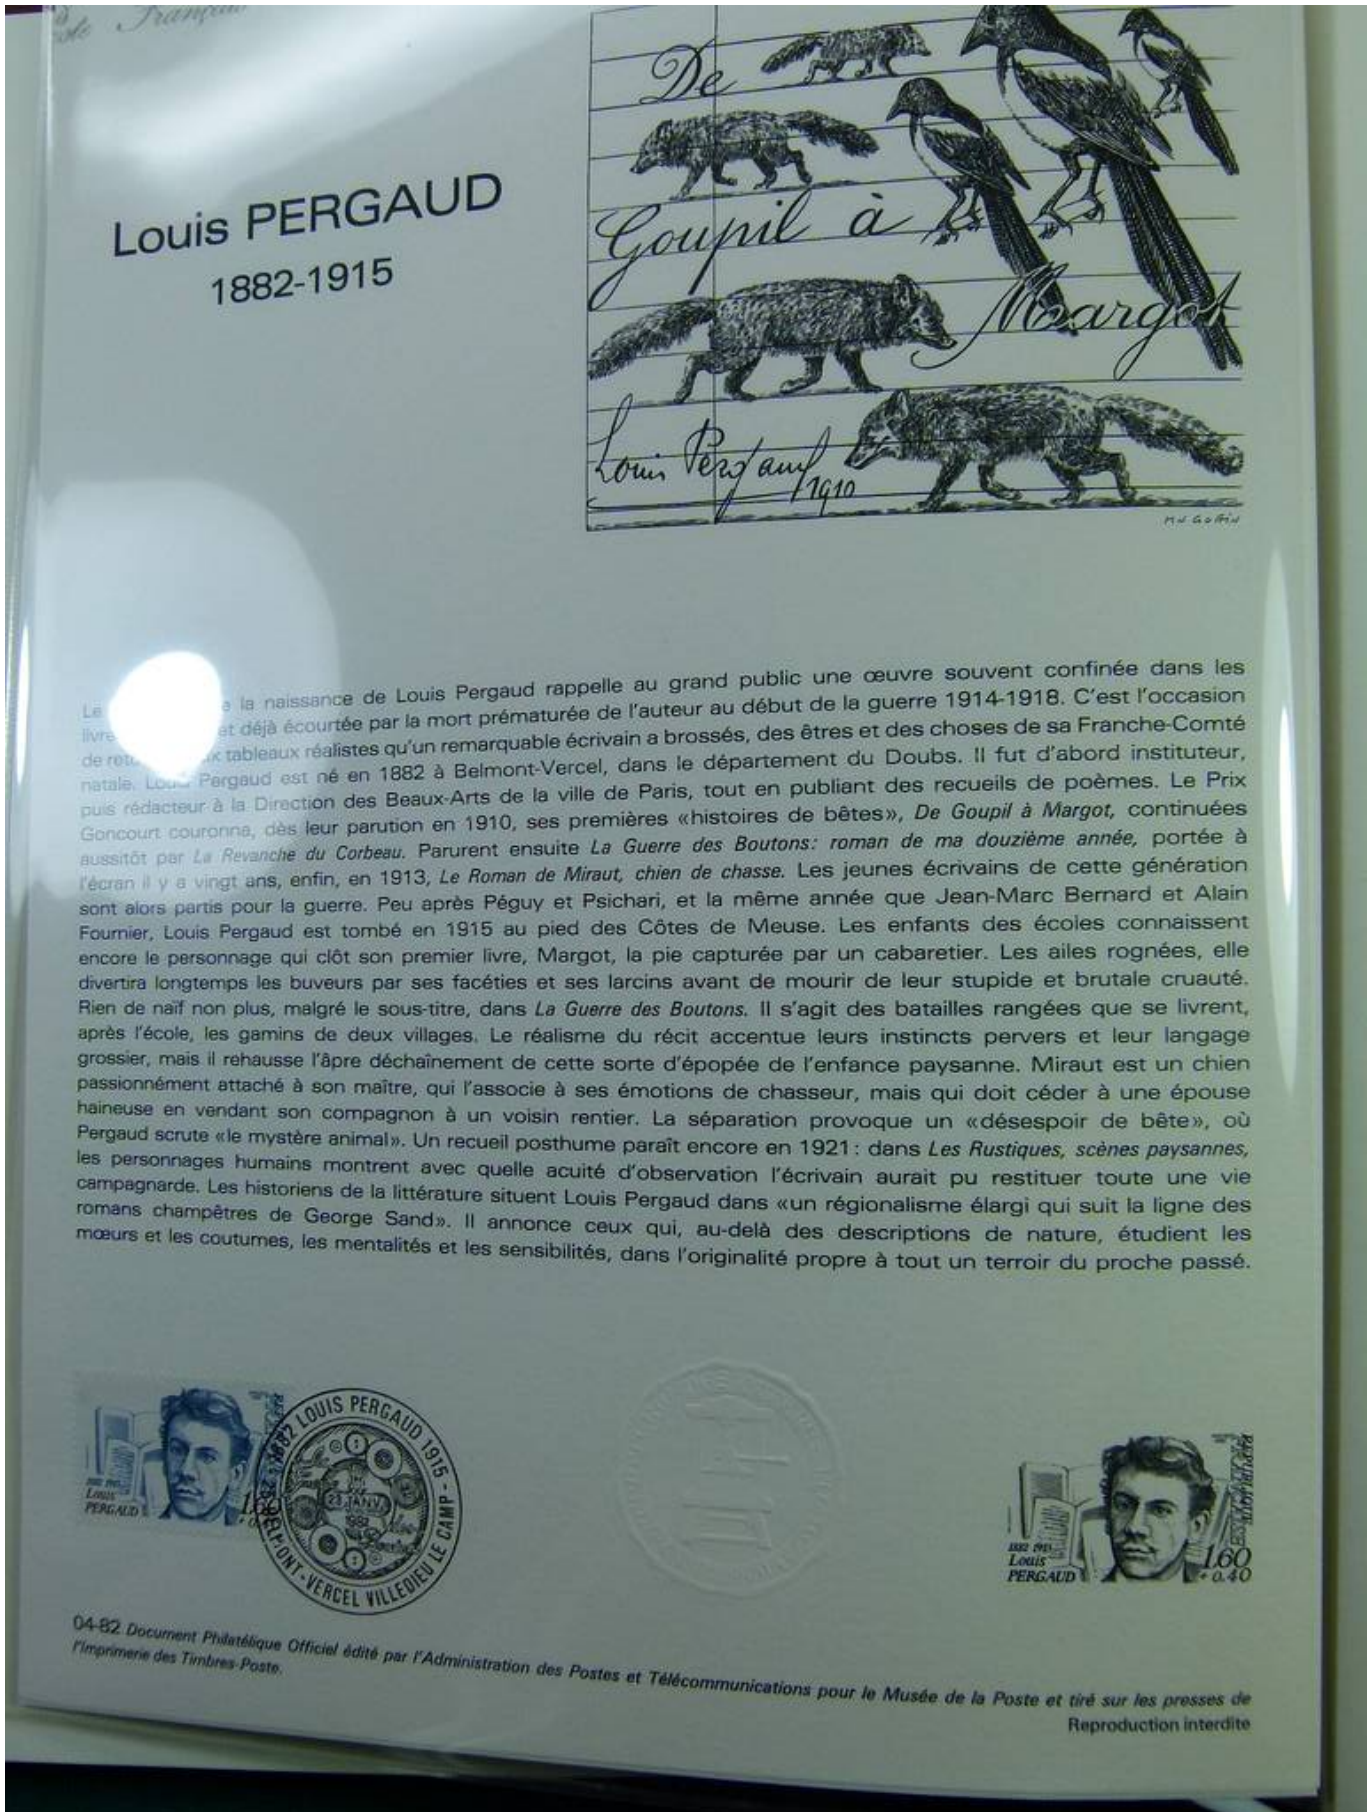 Louis PERGAUD
1882-1915
De
Goupil à
Margot
Louis Pergaud
1910
la naissance de Louis Pergaud rappelle au grand public une œuvre souvent confinée dans les
et déjà écourtée par la mort prématurée de l'auteur au début de la guerre 1914-1918. C'est l'occasion
de tableaux réalistes qu'un remarquable écrivain a brossés, des êtres et des choses de sa Franche-Comté
natale. Louis Pergaud est né en 1882 à Belmont-Vercel, dans le département du Doubs. Il fut d'abord instituteur,
puis rédacteur à la Direction des Beaux-Arts de la ville de Paris, tout en publiant des recueils de poèmes. Le Prix
Goncourt couronna, dès leur parution en 1910, ses premières «histoires de bêtes», De Goupil à Margot, continuées
aussitôt par La Revanche du Corbeau. Parurent ensuite La Guerre des Boutons: roman de ma douzième année, portée à
l'écran il y a vingt ans, enfin, en 1913, Le Roman de Miraut, chien de chasse. Les jeunes écrivains de cette génération
sont alors partis pour la guerre. Peu après Péguy et Psichari, et la même année que Jean-Marc Bernard et Alain
Fournier, Louis Pergaud est tombé en 1915 au pied des Côtes de Meuse. Les enfants des écoles connaissent
encore le personnage qui clôt son premier livre, Margot, la pie capturée par un cabaretier. Les ailes rognées, elle
divertira longtemps les buveurs par ses facéties et ses larcins avant de mourir de leur stupide et brutale cruauté.
Rien de naïf non plus, malgré le sous-titre, dans La Guerre des Boutons. Il s'agit des batailles rangées que se livrent,
après l'école, les gamins de deux villages. Le réalisme du récit accentue leurs instincts pervers et leur langage
grossier, mais il rehausse l'âpre déchaînement de cette sorte d'épopée de l'enfance paysanne. Miraut est un chien
passionnément attaché à son maître, qui l'associe à ses émotions de chasseur, mais qui doit céder à une épouse
haineuse en vendant son compagnon à un voisin rentier. La séparation provoque un «désespoir de bête», où
Pergaud scrute «le mystère animal». Un recueil posthume paraît encore en 1921: dans Les Rustiques, scènes paysannes,
les personnages humains montrent avec quelle acuité d'observation l'écrivain aurait pu restituer toute une vie
campagnarde. Les historiens de la littérature situent Louis Pergaud dans «un régionalisme élargi qui suit la ligne des
romans champêtres de George Sand». Il annonce ceux qui, au-delà des descriptions de nature, étudient les
mœurs et les coutumes, les mentalités et les sensibilités, dans l'originalité propre à tout un terroir du proche passé.
1882 1915
Louis
PERGAUD
1.60
1882 LOUIS PERGAUD 1915
23 JANV.
1982
25 BELMONT-VERCEL VILLEDIEU LE CAMP
1882 1915
Louis
PERGAUD
RÉPUBLIQUE
1.60
+ 0.40
04-82 Document Philatélique Officiel édité par l'Administration des Postes et Télécommunications pour le Musée de la Poste et tiré sur les presses de
l'Imprimerie des Timbres-Poste.
Reproduction interdite